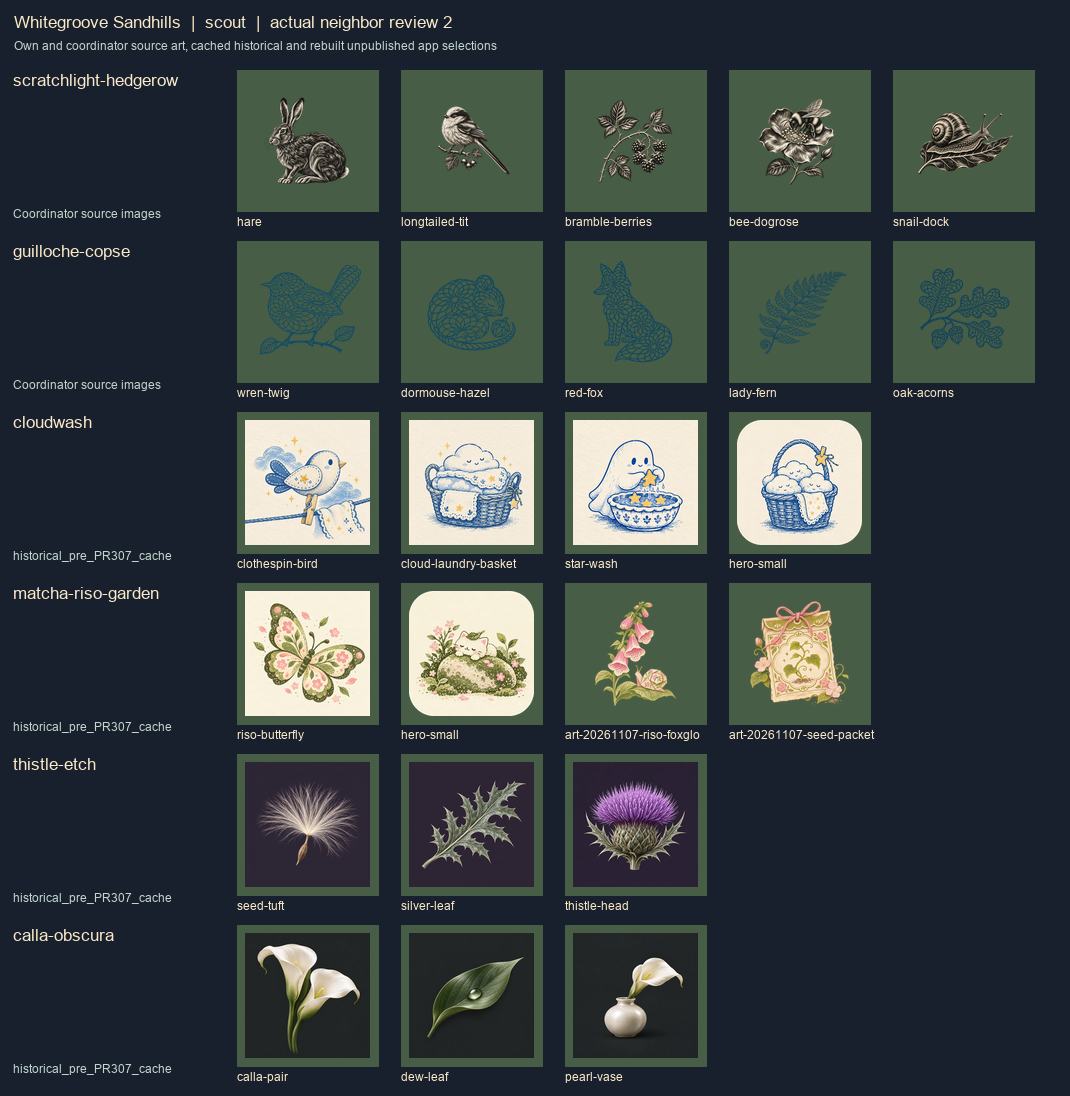 Whitegroove Sandhills | scout | actual neighbor review 2
Own and coordinator source art, cached historical and rebuilt unpublished app selections
scratchlight-hedgerow
Coordinator source images
hare
longtailed-tit
bramble-berries
bee-dogrose
snail-dock
guilloche-copse
Coordinator source images
wren-twig
dormouse-hazel
red-fox
lady-fern
oak-acorns
cloudwash
historical_pre_PR307_cache
clothespin-bird
cloud-laundry-basket
star-wash
hero-small
matcha-riso-garden
historical_pre_PR307_cache
riso-butterfly
hero-small
art-20261107-riso-foxglo
art-20261107-seed-packet
thistle-etch
historical_pre_PR307_cache
seed-tuft
silver-leaf
thistle-head
calla-obscura
historical_pre_PR307_cache
calla-pair
dew-leaf
pearl-vase